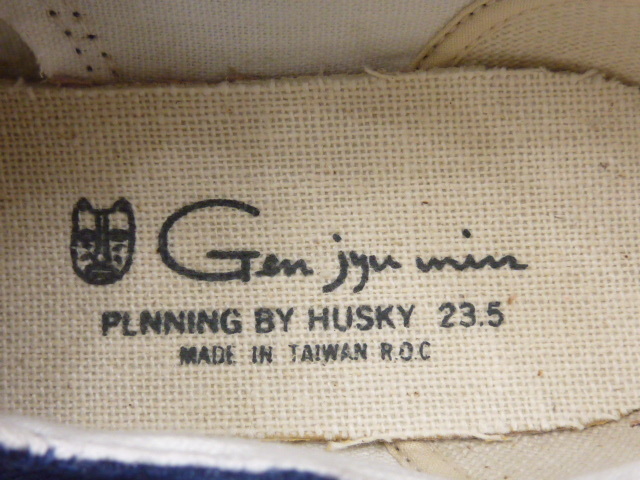 Gen jyu min
PLNNING BY HUSKY 23.5
MADE IN TAIWAN R.O.C